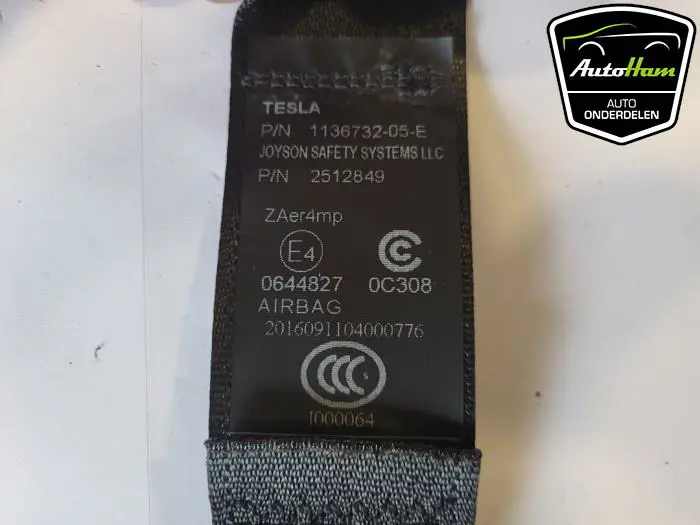 AutoHam
AUTO
ONDERDELEN
TESLA
P/N 1136732-05-E
JOYSON SAFETY SYSTEMS LLC
P/N 2512849
ZAer4mp
E4
0644827 0C308
AIRBAG
2016091104000776
CCC S
I000064